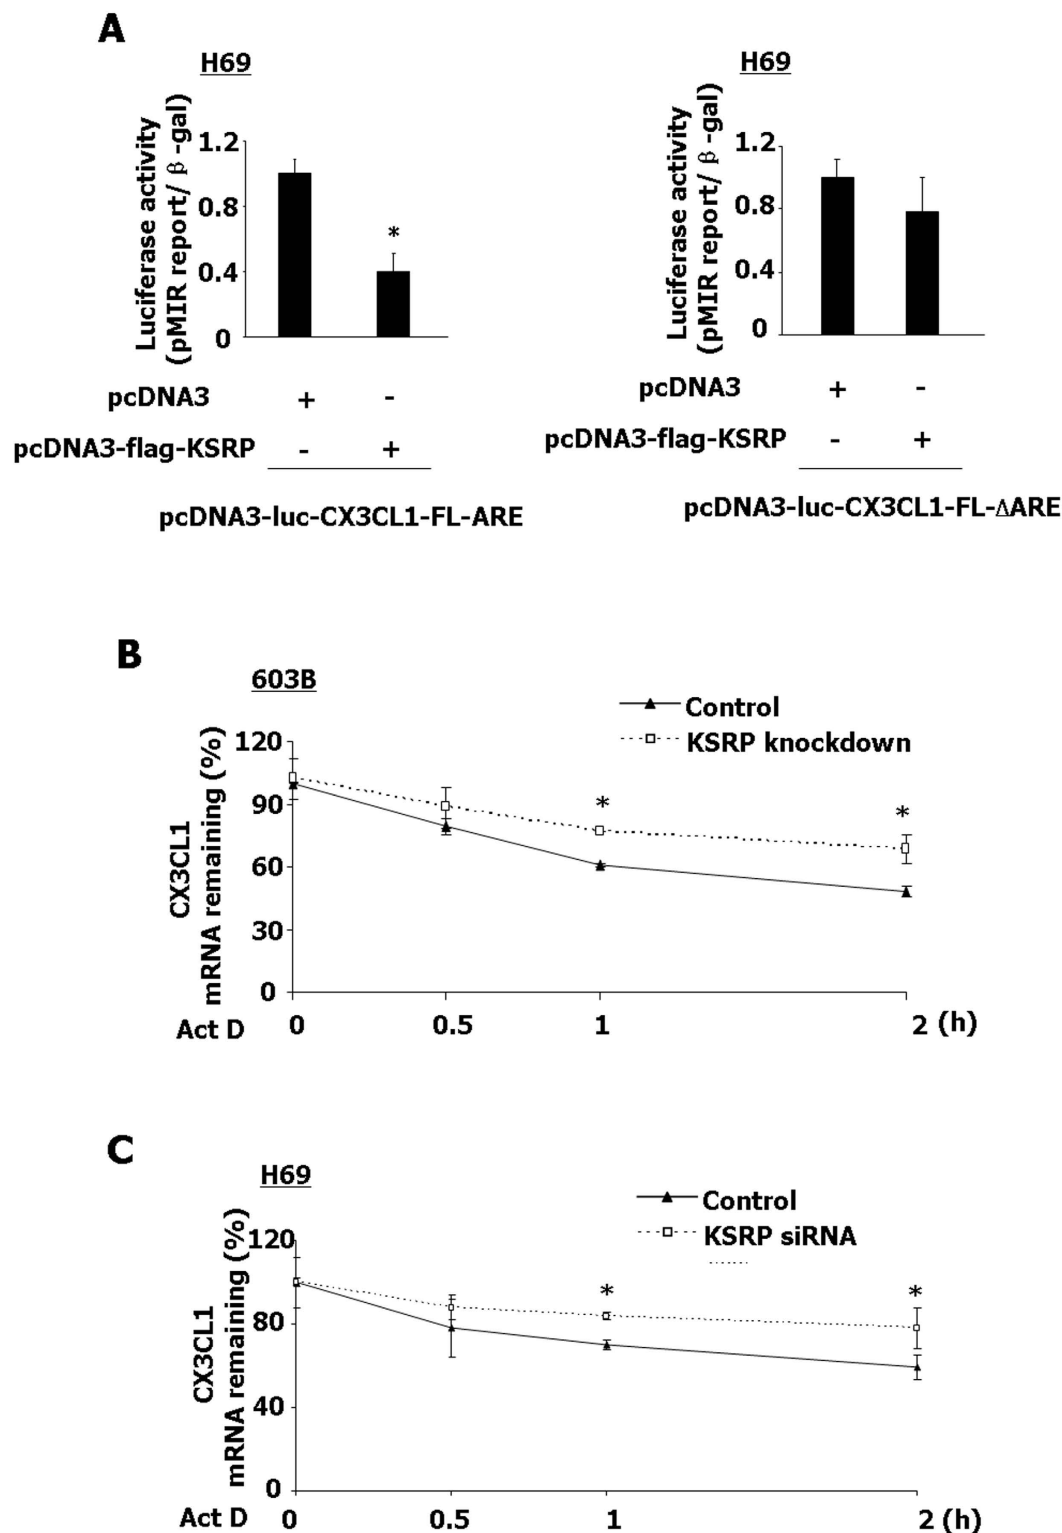 A
H69
Luciferase activity
(pMIR report/ β -gal)
1.2
0.8
0.4
0
*
pcDNA3 + -
pcDNA3-flag-KSRP - +
pcDNA3-luc-CX3CL1-FL-ARE
H69
Luciferase activity
(pMIR report/ β -gal)
1.2
0.8
0.4
0
pcDNA3 + -
pcDNA3-flag-KSRP - +
pcDNA3-luc-CX3CL1-FL-ΔARE
B
603B
Control
KSRP knockdown
CX3CL1
mRNA remaining (%)
120
90
60
30
0
* *
Act D 0 0.5 1 2 (h)
C
H69
Control
KSRP siRNA
CX3CL1
mRNA remaining (%)
120
80
40
0
* *
Act D 0 0.5 1 2 (h)